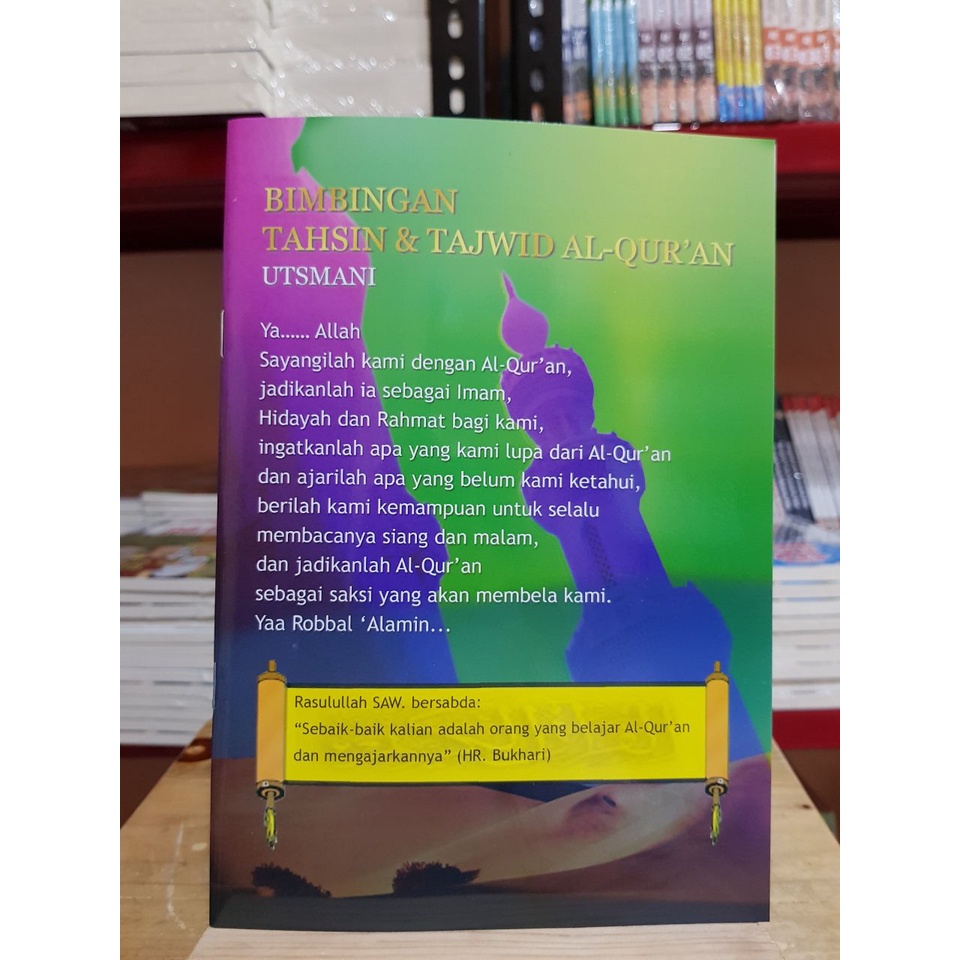 BIMBINGAN
TAHSIN & TAJWID AL-QUR'AN
UTSMANI
Ya...... Allah
Sayangilah kami dengan Al-Qur'an,
jadikanlah ia sebagai Imam,
Hidayah dan Rahmat bagi kami,
ingatkanlah apa yang kami lupa dari Al-Qur'an
dan ajarilah apa yang belum kami ketahui,
berilah kami kemampuan untuk selalu
membacanya siang dan malam,
dan jadikanlah Al-Qur'an
sebagai saksi yang akan membela kami.
Yaa Robbal ‘Alamin...
Rasulullah SAW. bersabda:
“Sebaik-baik kalian adalah orang yang belajar Al-Qur'an
dan mengajarkannya” (HR. Bukhari)